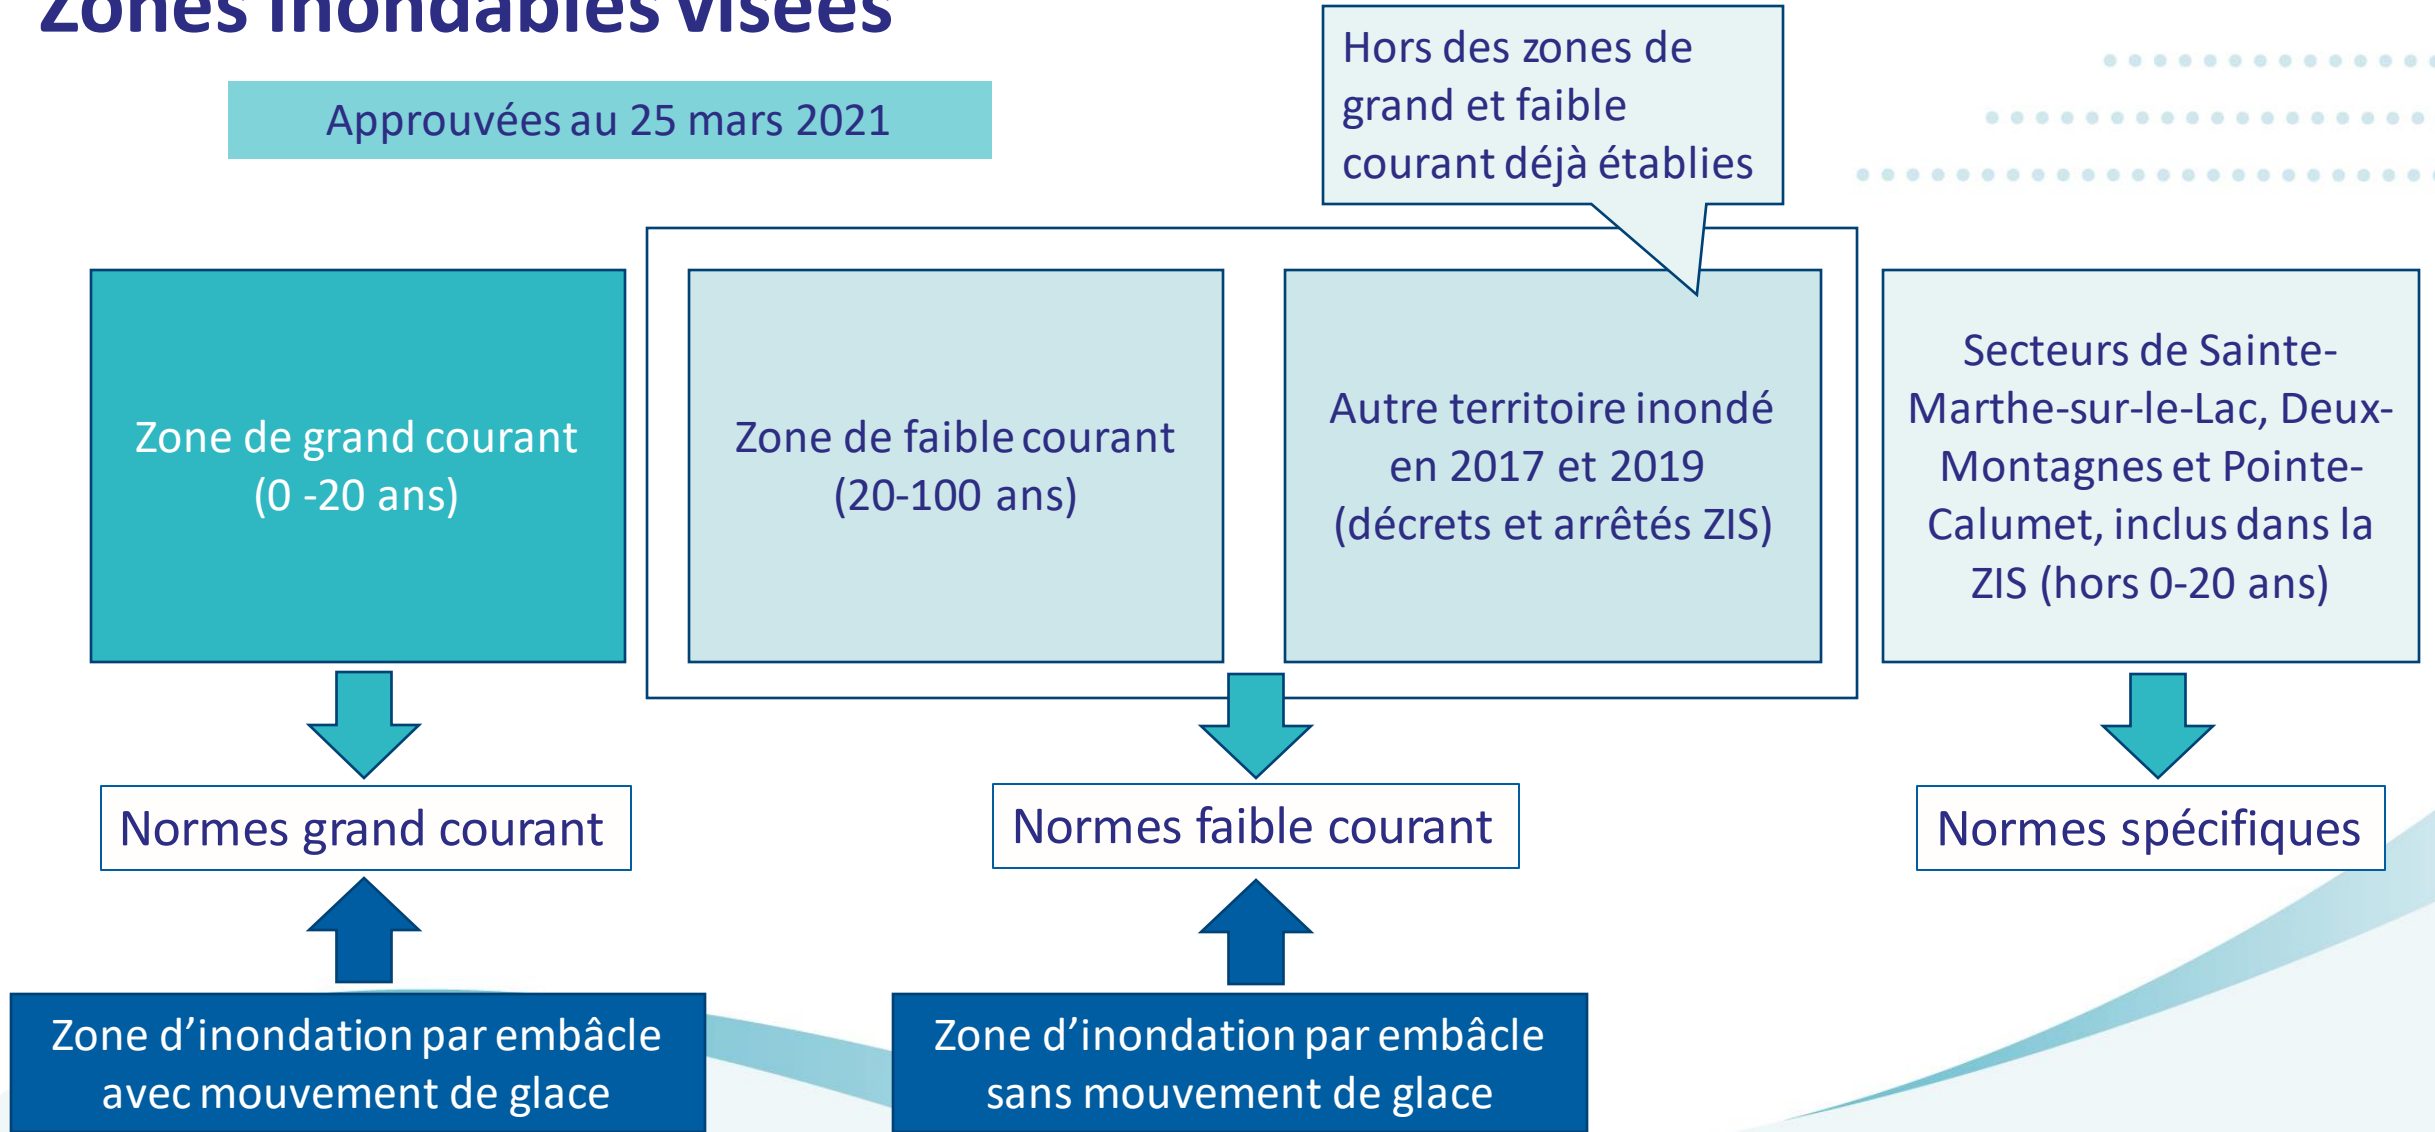 Zones inondables visées
Approuvées au 25 mars 2021
Hors des zones de
grand et faible
courant déjà établies
Zone de grand courant
(0 -20 ans)
Zone de faible courant
(20-100 ans)
Autre territoire inondé
en 2017 et 2019
(décrets et arrêtés ZIS)
Secteurs de Sainte-
Marthe-sur-le-Lac, Deux-
Montagnes et Pointe-
Calumet, inclus dans la
ZIS (hors 0-20 ans)
Normes grand courant
Normes faible courant
Normes spécifiques
Zone d’inondation par embâcle
avec mouvement de glace
Zone d’inondation par embâcle
sans mouvement de glace